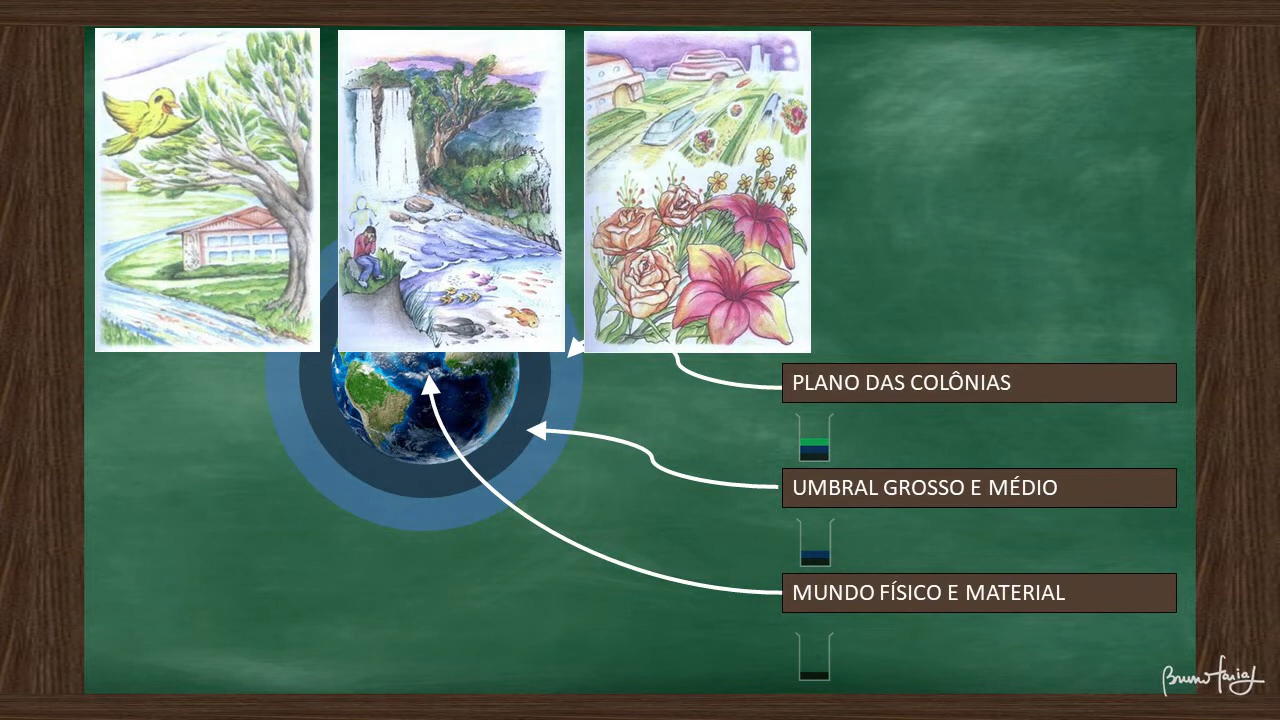 PLANO DAS COLÔNIAS
UMBRAL GROSSO E MÉDIO
MUNDO FÍSICO E MATERIAL
Bruno Farias